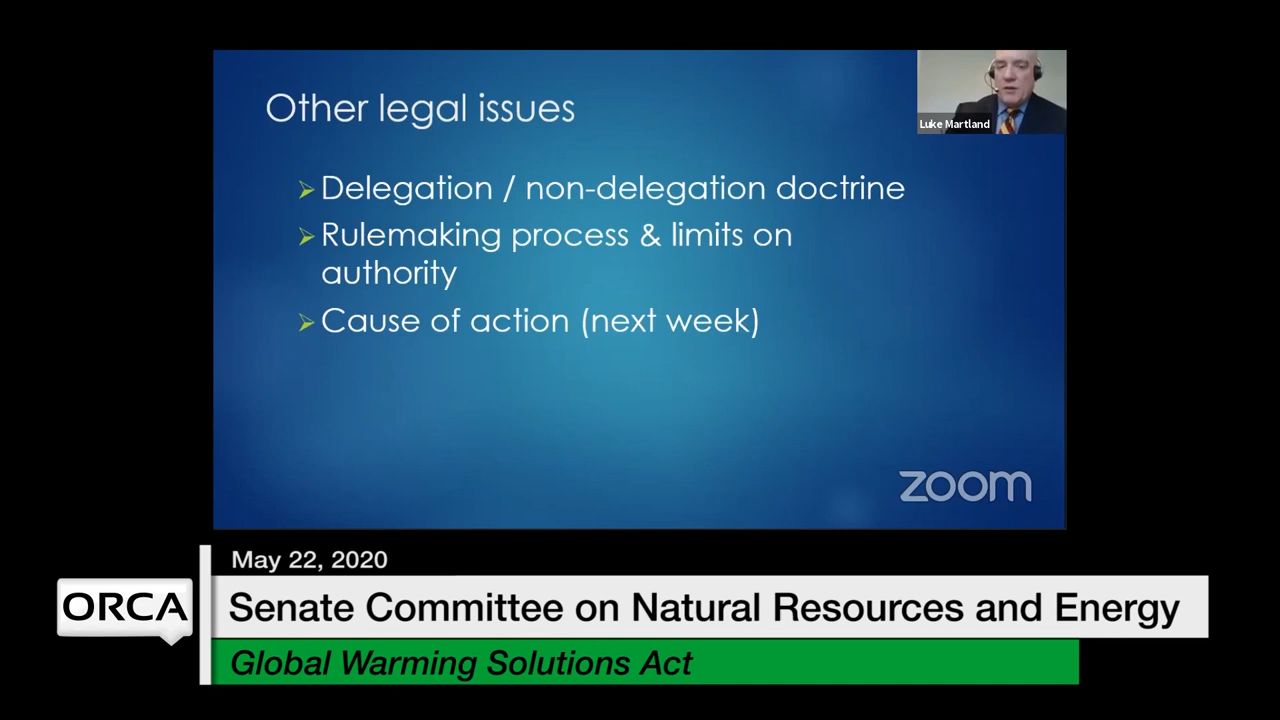 Other legal issues
Luke Martland
Delegation / non-delegation doctrine
Rulemaking process & limits on
authority
Cause of action (next week)
zoom
May 22, 2020
ORCA
Senate Committee on Natural Resources and Energy
Global Warming Solutions Act